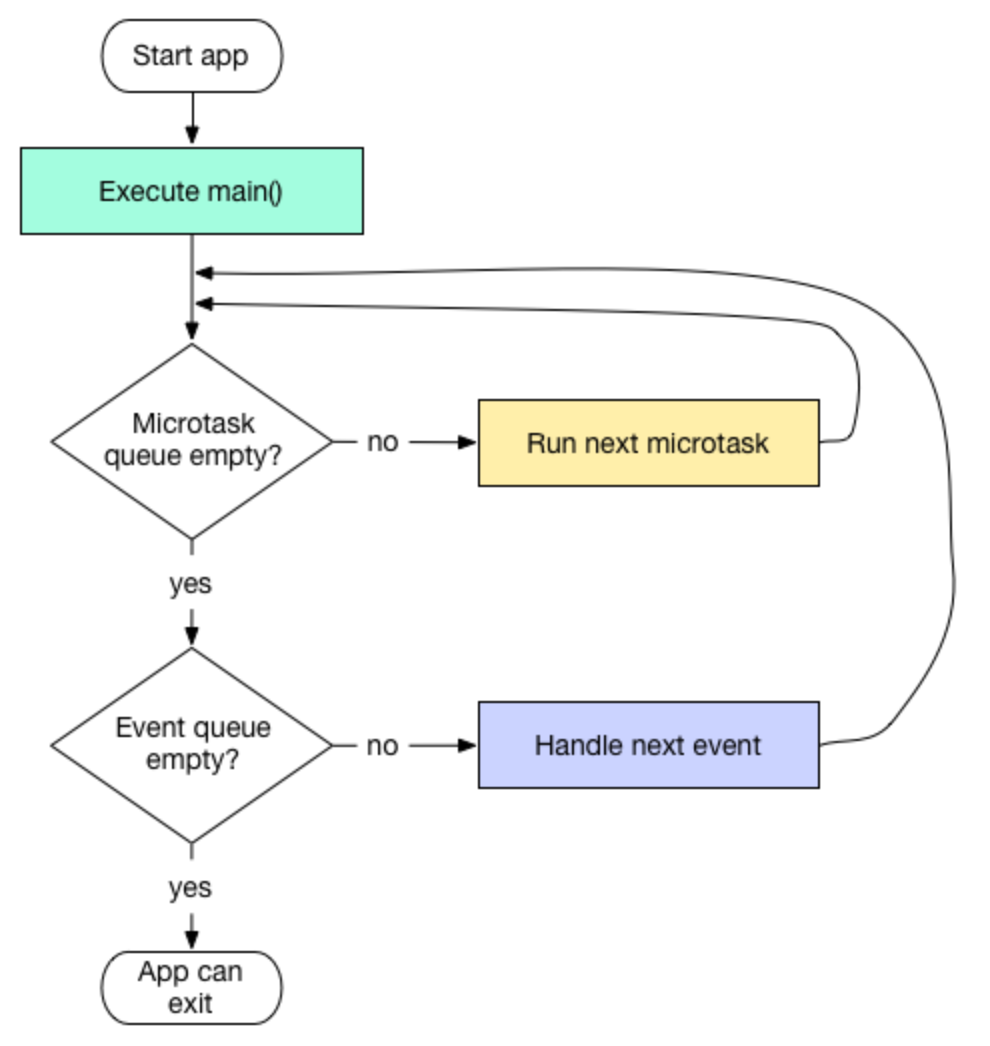 Start app
Execute main()
Microtask
queue empty?
no
Run next microtask
yes
Event queue
empty?
no
Handle next event
yes
App can
exit